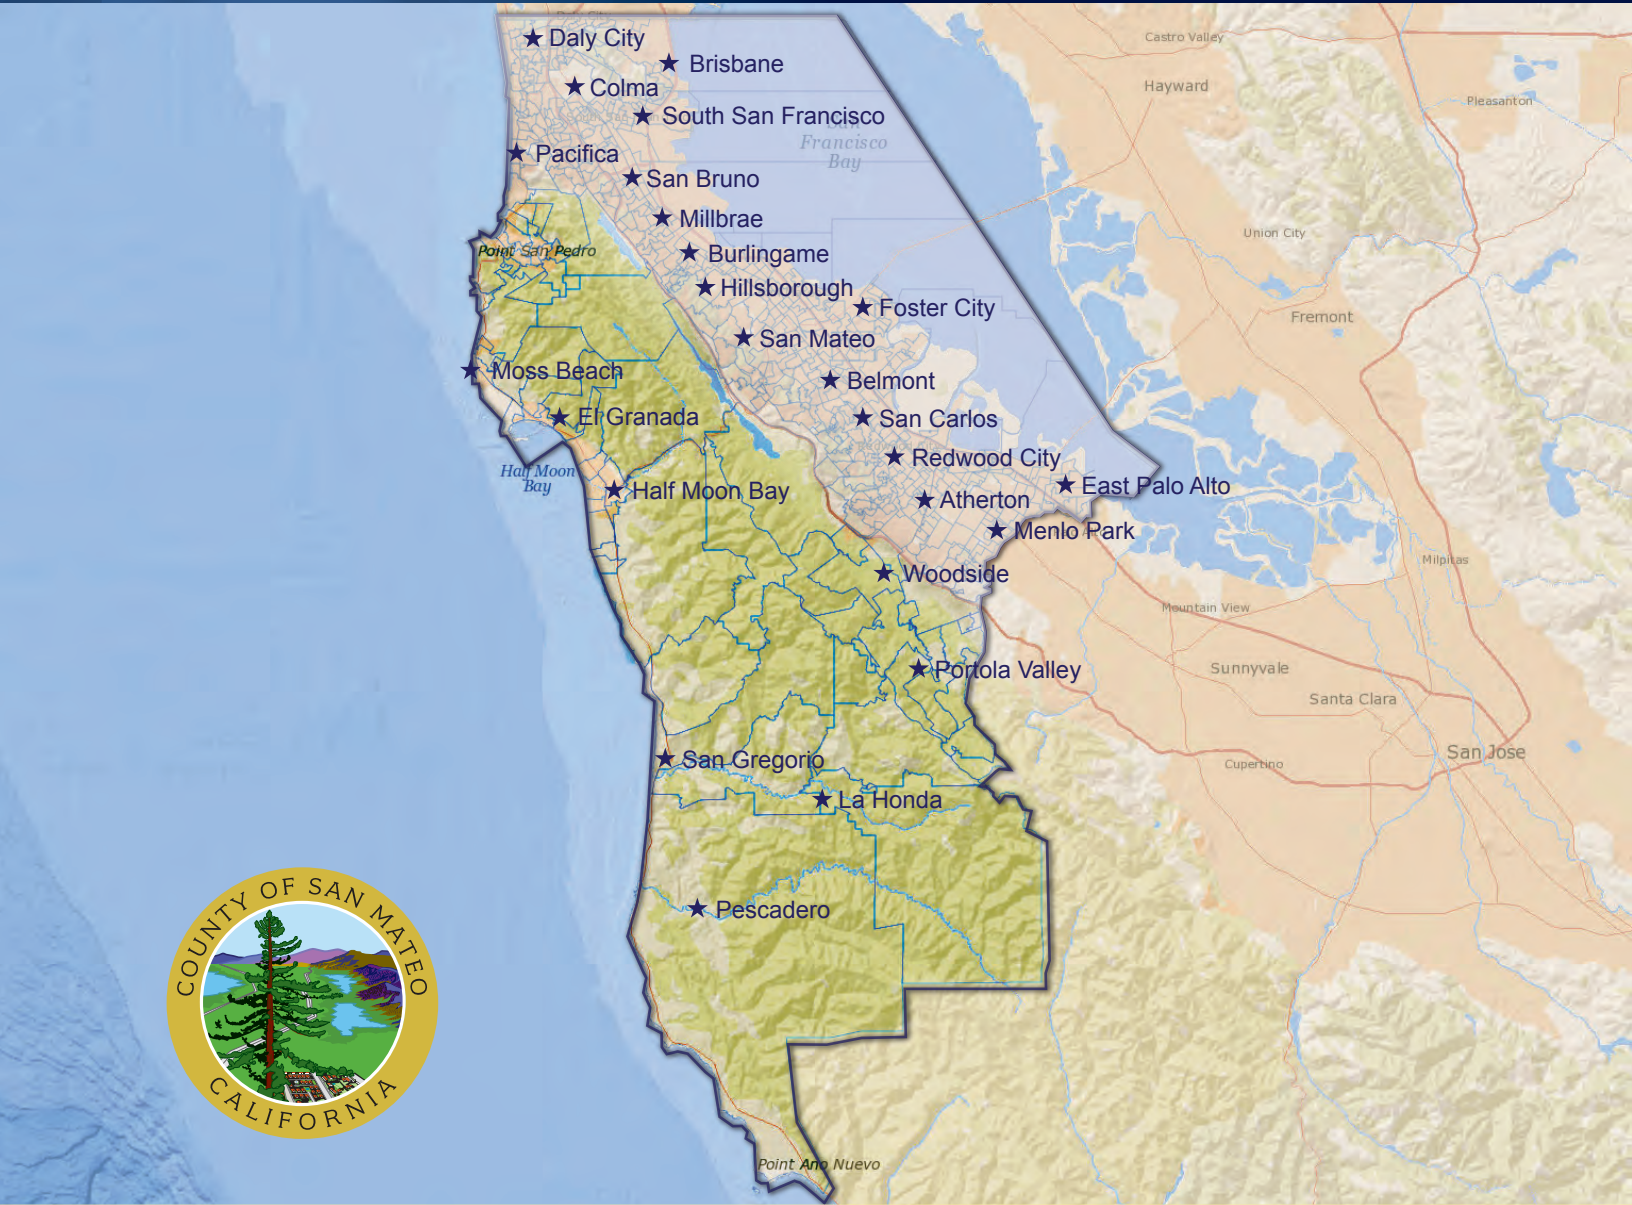 Daly City
Castro Valley
Brisbane
Hayward
Colma
Pleasanton
South San Francisco
San
Francisco
Bay
Pacifica
San Bruno
Millbrae
Union City
Point San Pedro
Burlingame
Hillsborough
Foster City
Fremont
San Mateo
Moss Beach
Belmont
El Granada
San Carlos
Redwood City
Half Moon
Bay
Half Moon Bay
East Palo Alto
Atherton
Menlo Park
Milpitas
Woodside
Mountain View
Portola Valley
Sunnyvale
Santa Clara
San Gregorio
San Jose
Cupertino
La Honda
Pescadero
COUNTY OF SAN MATEO
CALIFORNIA
Point Ano Nuevo